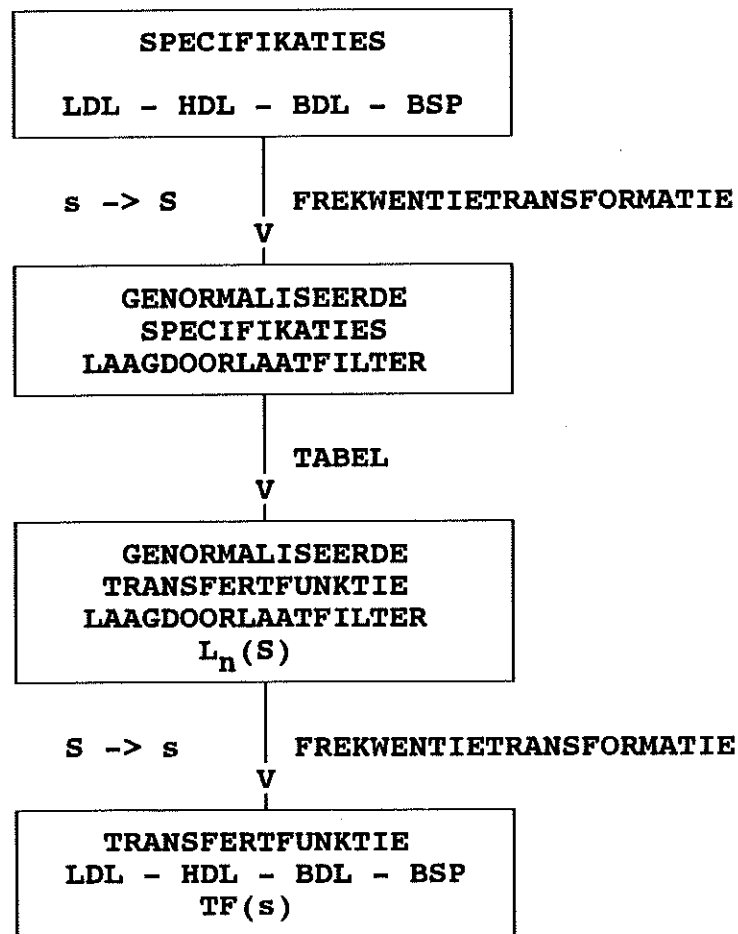 SPECIFIKATIES
LDL - HDL - BDL - BSP
s -> S FREKWENTIETRANSFORMATIE
V
GENORMALISEERDE
SPECIFIKATIES
LAAGDOORLAATFILTER
TABEL
V
GENORMALISEERDE
TRANSFERTFUNKTIE
LAAGDOORLAATFILTER
Ln(S)
S -> s FREKWENTIETRANSFORMATIE
V
TRANSFERTFUNKTIE
LDL - HDL - BDL - BSP
TF(s)